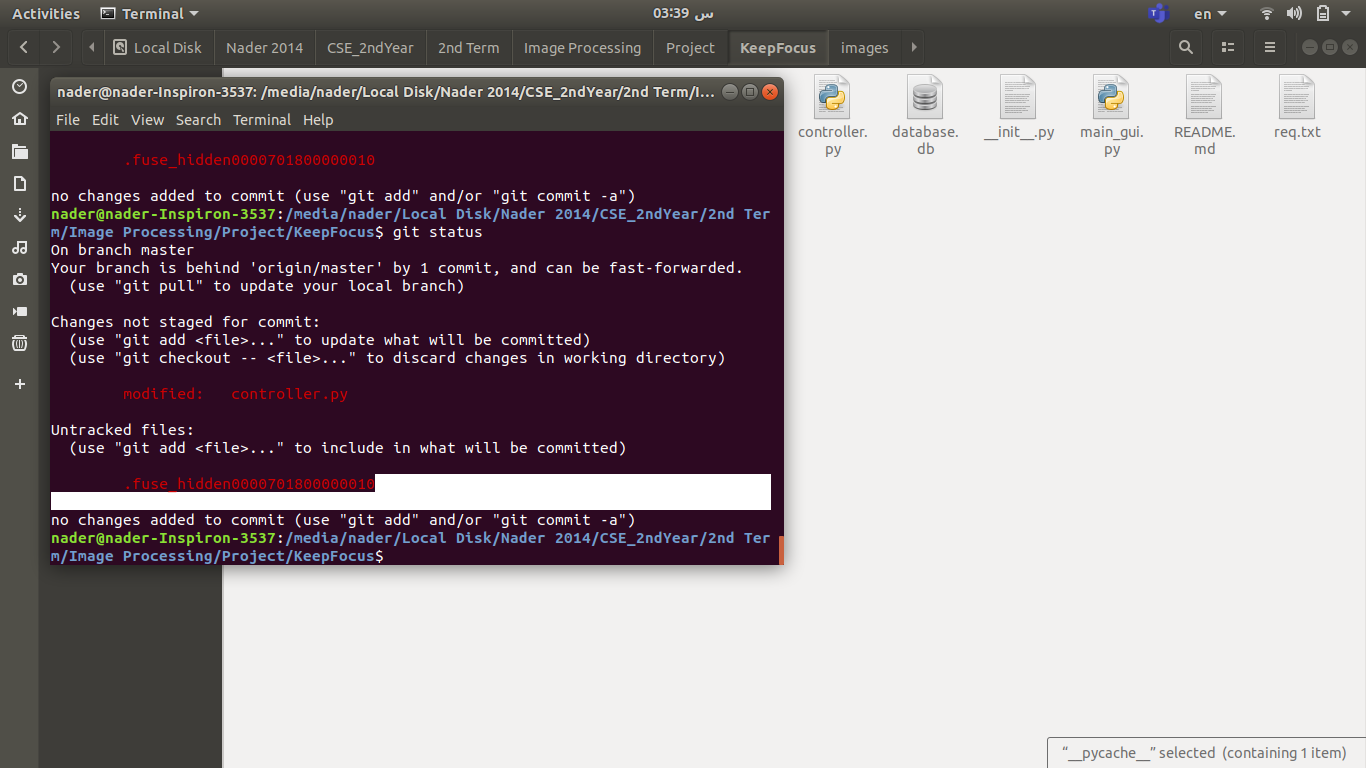 Activities Terminal 03:39 س en
Local Disk Nader 2014 CSE_2ndYear 2nd Term Image Processing Project KeepFocus images
nader@nader-Inspiron-3537: /media/nader/Local Disk/Nader 2014/CSE_2ndYear/2nd Term/I...
File Edit View Search Terminal Help
.fuse_hidden0000701800000010
no changes added to commit (use "git add" and/or "git commit -a")
nader@nader-Inspiron-3537:/media/nader/Local Disk/Nader 2014/CSE_2ndYear/2nd Ter
m/Image Processing/Project/KeepFocus$ git status
On branch master
Your branch is behind 'origin/master' by 1 commit, and can be fast-forwarded.
(use "git pull" to update your local branch)
Changes not staged for commit:
(use "git add <file>..." to update what will be committed)
(use "git checkout -- <file>..." to discard changes in working directory)
modified: controller.py
Untracked files:
(use "git add <file>..." to include in what will be committed)
.fuse_hidden0000701800000010
no changes added to commit (use "git add" and/or "git commit -a")
nader@nader-Inspiron-3537:/media/nader/Local Disk/Nader 2014/CSE_2ndYear/2nd Ter
m/Image Processing/Project/KeepFocus$
controller.
py
database.
db
__init__.py
main_gui.
py
README.
md
req.txt
"__pycache__" selected (containing 1 item)